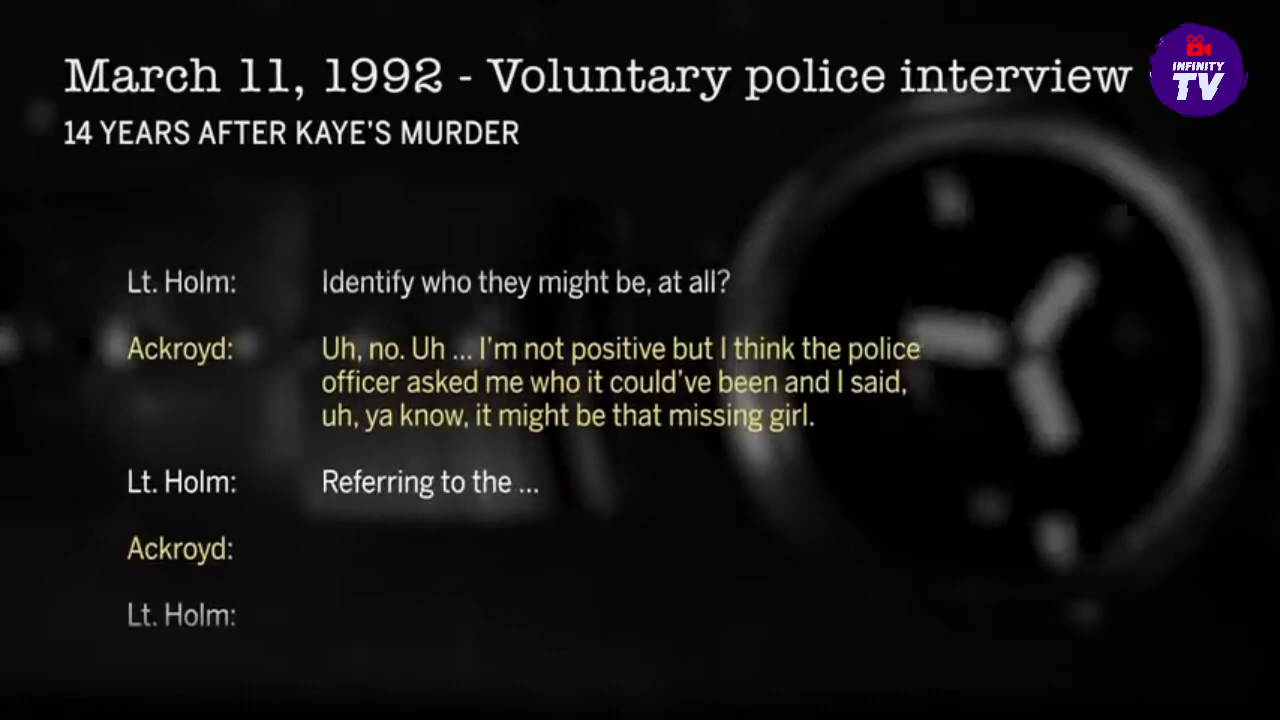 March 11, 1992 - Voluntary police interview
INFINITY
TV
14 YEARS AFTER KAYE'S MURDER
Lt. Holm: Identify who they might be, at all?
Ackroyd: Uh, no. Uh ... I'm not positive but I think the police
officer asked me who it could've been and I said,
uh, ya know, it might be that missing girl.
Lt. Holm: Referring to the ...
Ackroyd:
Lt. Holm: